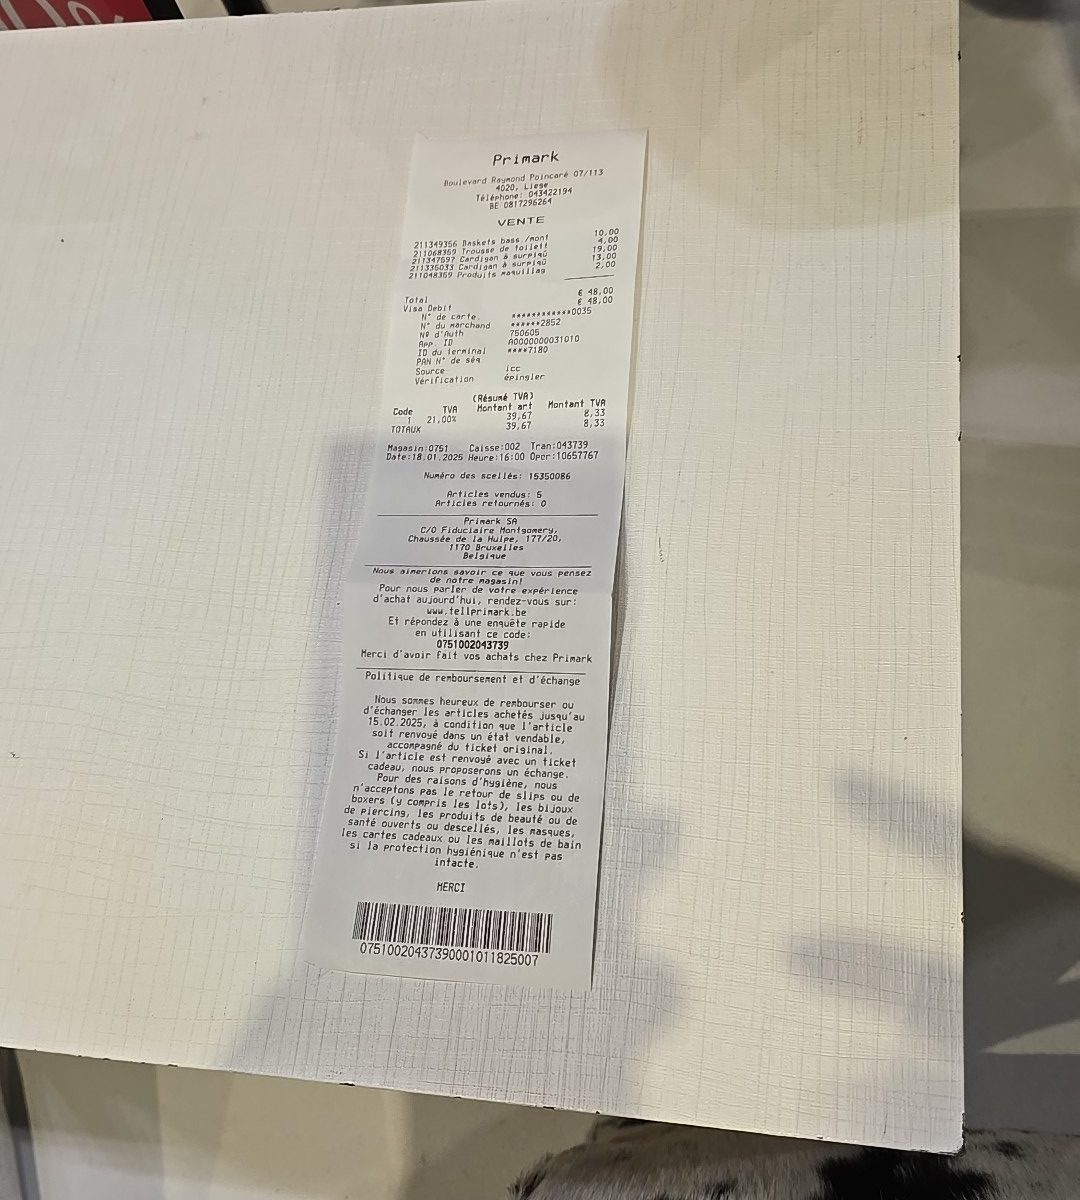 Primark
Boulevard Raymond Poincaré 07/113
4020, Liege
Téléphone: 043422194
BE 0817296264
VENTE
211349356 Baskets bass./mont 10,00
211068359 Trousse de toilett 4,00
211347697 Cardigan à surpiqû 19,00
211335033 Cardigan à surpiqû 13,00
211048369 Produits maquillag 2,00
Total € 48,00
Visa Debit € 48,00
N° de carte. ************0035
N° du marchand ******2852
Nº d'Auth 750605
App. ID A0000000031010
ID du terminal ****7180
PAN N° de séq
Source icc
Vérification épingler
(Résumé TVA)
Code TVA Montant art Montant TVA
1 21,00% 39,67 8,33
TOTAUX 39,67 8,33
Magasin:0751 Caisse:002 Tran:043739
Date:18.01.2025 Heure:16:00 Oper:10657767
Numéro des scellés: 15350086
Articles vendus: 5
Articles retournés: 0
Primark SA
C/O Fiduciaire Montgomery,
Chaussée de la Hulpe, 177/20,
1170 Bruxelles
Belgique
Nous aimerions savoir ce que vous pensez
de notre magasin!
Pour nous parler de votre expérience
d'achat aujourd'hui, rendez-vous sur:
www.tellprimark.be
Et répondez à une enquête rapide
en utilisant ce code:
0751002043739
Merci d'avoir fait vos achats chez Primark
Politique de remboursement et d'échange
Nous sommes heureux de rembourser ou
d'échanger les articles achetés jusqu'au
15.02.2025, à condition que l'article
soit renvoyé dans un état vendable,
accompagné du ticket original.
Si l'article est renvoyé avec un ticket
cadeau, nous proposerons un échange.
Pour des raisons d'hygiène, nous
n'acceptons pas le retour de slips ou de
boxers (y compris les lots), les bijoux
de piercing, les produits de beauté ou de
santé ouverts ou descellés, les masques,
les cartes cadeaux ou les maillots de bain
si la protection hygiénique n'est pas
intacte.
MERCI
07510020437390001011825007